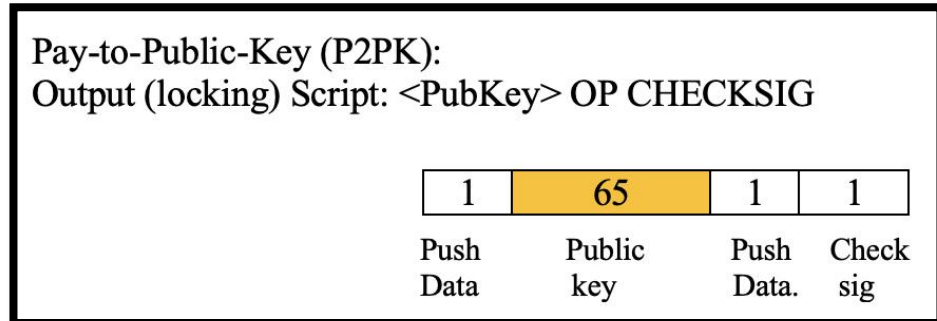 Pay-to-Public-Key (P2PK):
Output (locking) Script: <PubKey> OP CHECKSIG
1 65 1 1
Push Public Push Check
Data key Data. sig